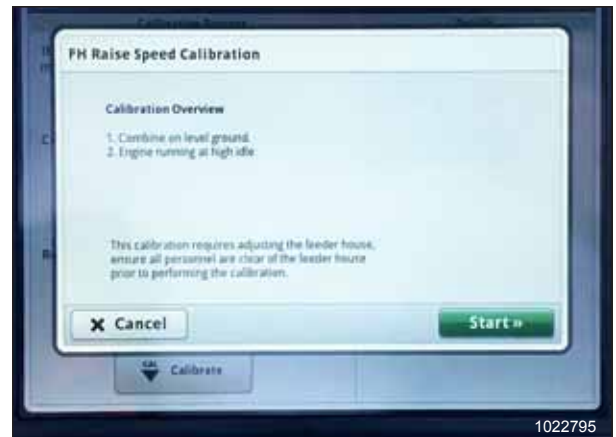 FH Raise Speed Calibration
Calibration Overview
1. Combine on level ground.
2. Engine running at high idle
This calibration requires adjusting the feeder house,
ensure all personnel are clear of the feeder house
prior to performing the calibration.
X Cancel
Start »
CAL
Calibrate
1022795